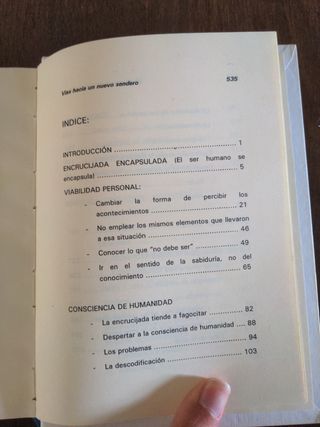 Vías hacia un nuevo sendero 535
INDICE:
INTRODUCCIÓN ........................................................ 1
ENCRUCIJADA ENCAPSULADA (El ser humano se
encapsula) ........................................................ 5
VIABILIDAD PERSONAL:
- Cambiar la forma de percibir los
acontecimientos ........................................ 21
- No emplear los mismos elementos que llevaron
a esa situación ........................................ 46
- Conocer lo que "no debe ser" .................... 49
- Ir en el sentido de la sabiduría, no del
conocimiento ........................................ 65
CONSCIENCIA DE HUMANIDAD
- La encrucijada tiende a fagocitar ................ 82
- Despertar a la consciencia de humanidad .... 88
- Los problemas ........................................ 94
- La descodificación .................................... 103